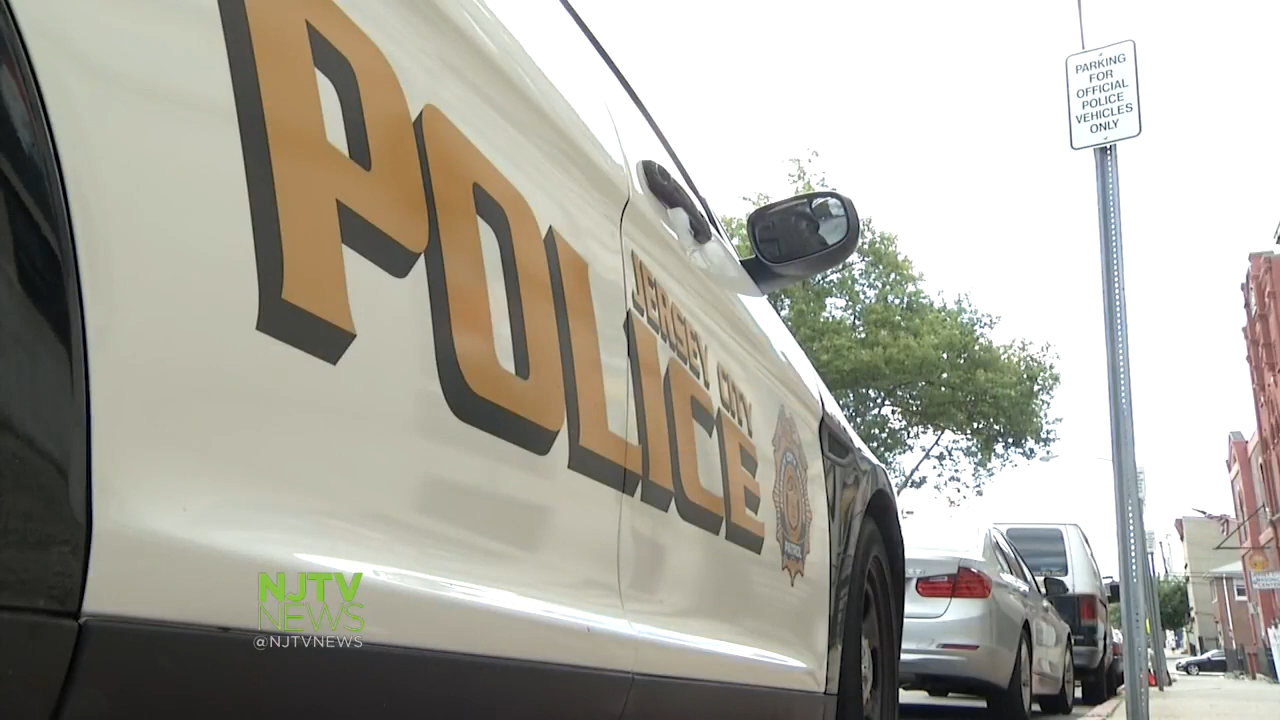 POLICE
JERSEY CITY
PARKING
FOR
OFFICIAL
POLICE
VEHICLES
ONLY
NJTV
NEWS
@NJTVNEWS